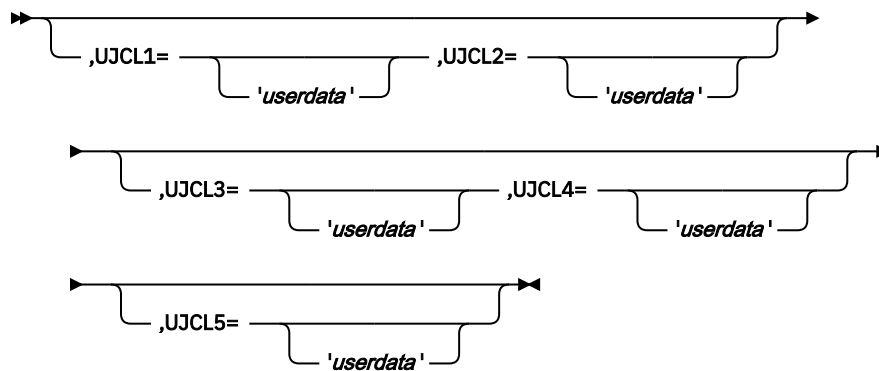 ,UJCL1= ,UJCL2=
'userdata' 'userdata'
,UJCL3= ,UJCL4=
'userdata' 'userdata'
,UJCL5=
'userdata'